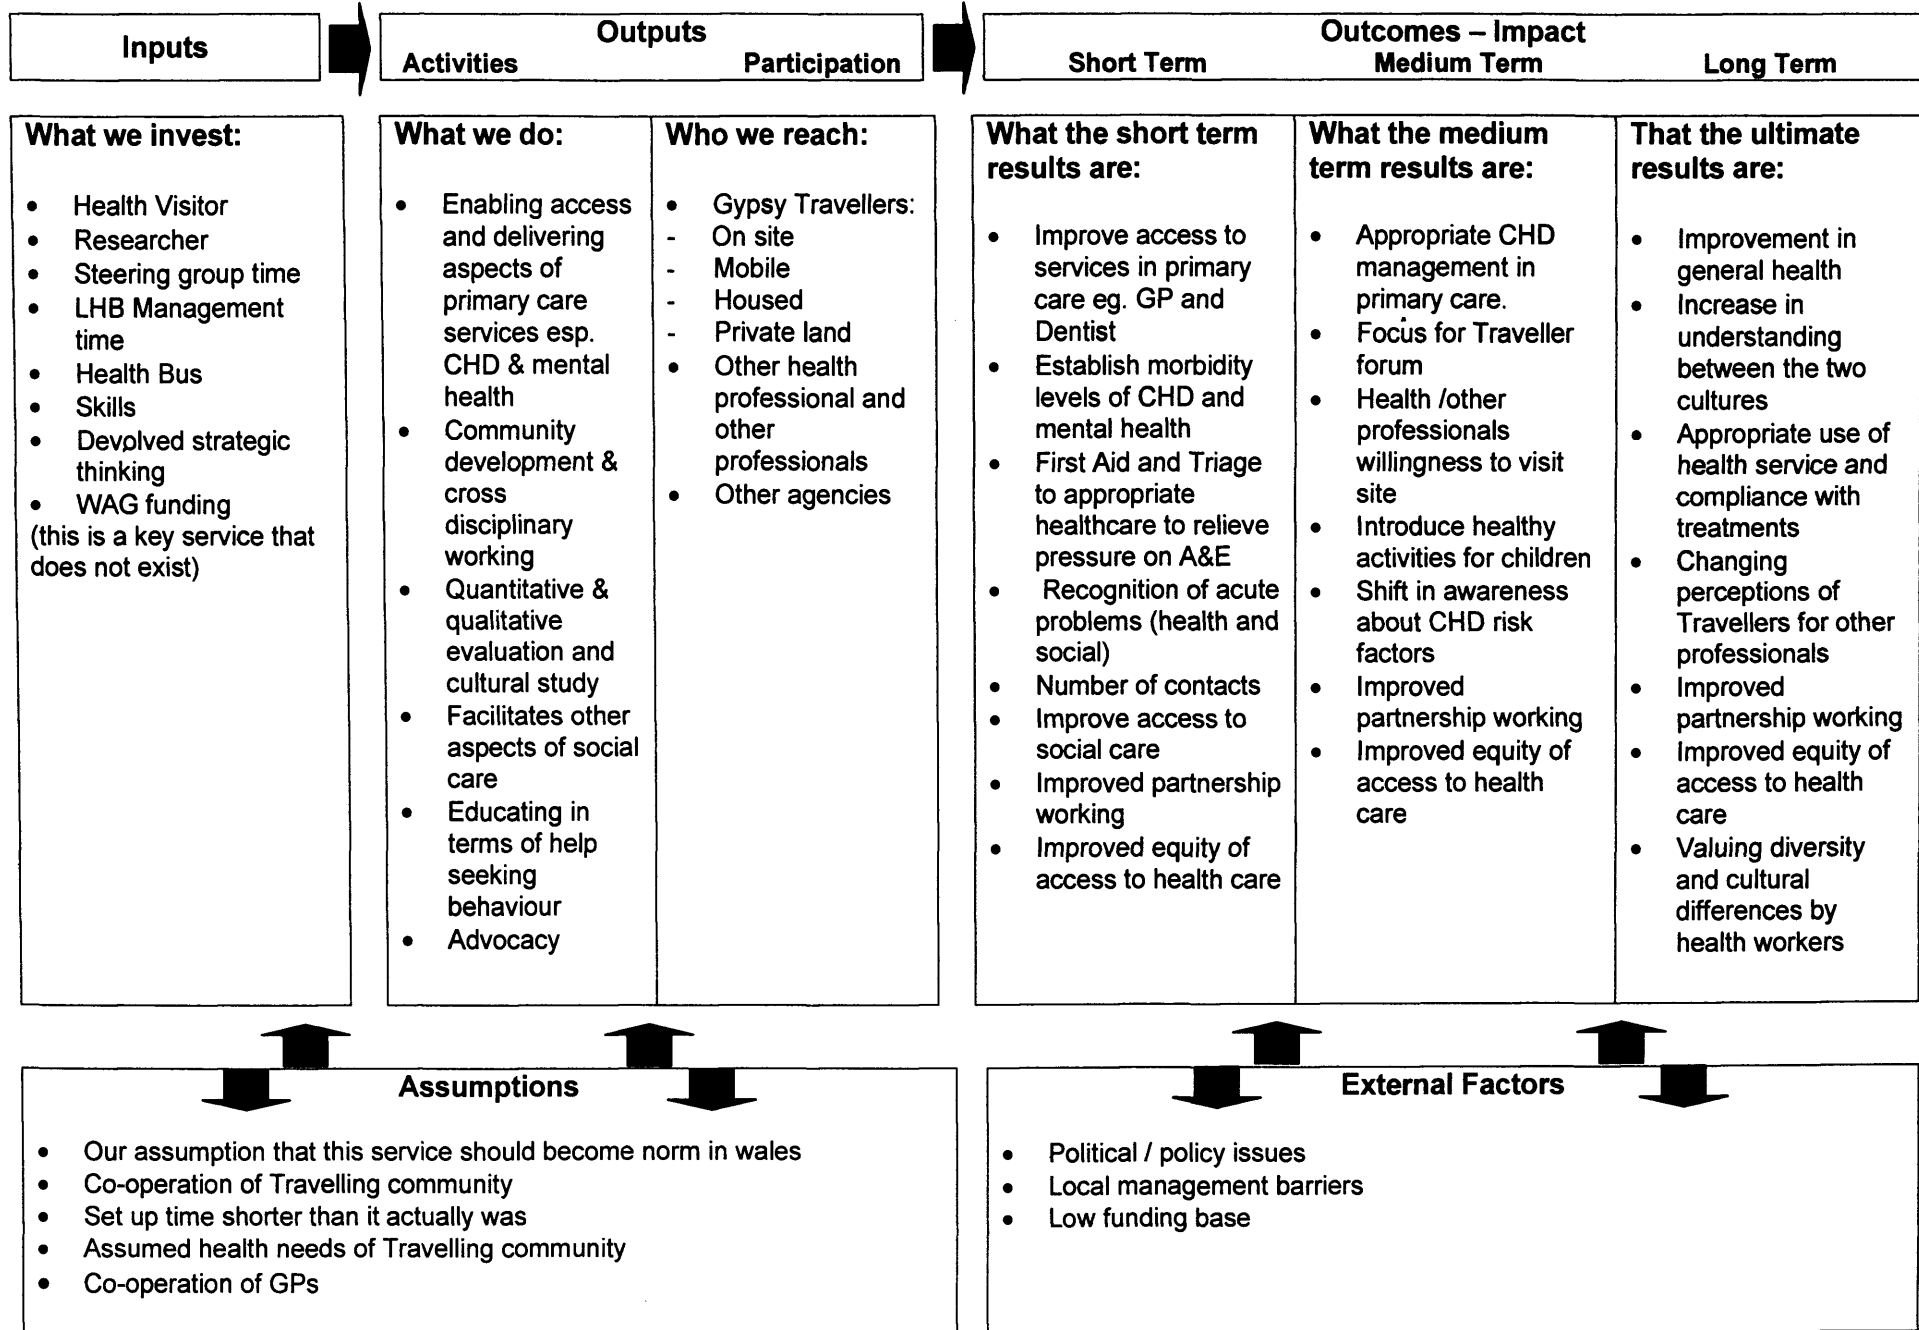 Inputs
Outputs
Activities
Participation
Outcomes – Impact
Short Term
Medium Term
Long Term
What we invest:
• Health Visitor
• Researcher
• Steering group time
• LHB Management
time
• Health Bus
• Skills
• Devolved strategic
thinking
• WAG funding
(this is a key service that
does not exist)
What we do:
• Enabling access
and delivering
aspects of
primary care
services esp.
CHD & mental
health
• Community
development &
cross
disciplinary
working
• Quantitative &
qualitative
evaluation and
cultural study
• Facilitates other
aspects of social
care
• Educating in
terms of help
seeking
behaviour
• Advocacy
Who we reach:
• Gypsy Travellers:
- On site
- Mobile
- Housed
- Private land
• Other health
professional and
other
professionals
• Other agencies
What the short term
results are:
• Improve access to
services in primary
care eg. GP and
Dentist
• Establish morbidity
levels of CHD and
mental health
• First Aid and Triage
to appropriate
healthcare to relieve
pressure on A&E
• Recognition of acute
problems (health and
social)
• Number of contacts
• Improve access to
social care
• Improved partnership
working
• Improved equity of
access to health care
What the medium
term results are:
• Appropriate CHD
management in
primary care.
• Focus for Traveller
forum
• Health /other
professionals
willingness to visit
site
• Introduce healthy
activities for children
• Shift in awareness
about CHD risk
factors
• Improved
partnership working
• Improved equity of
access to health
care
That the ultimate
results are:
• Improvement in
general health
• Increase in
understanding
between the two
cultures
• Appropriate use of
health service and
compliance with
treatments
• Changing
perceptions of
Travellers for other
professionals
• Improved
partnership working
• Improved equity of
access to health
care
• Valuing diversity
and cultural
differences by
health workers
Assumptions
• Our assumption that this service should become norm in wales
• Co-operation of Travelling community
• Set up time shorter than it actually was
• Assumed health needs of Travelling community
• Co-operation of GPs
External Factors
• Political / policy issues
• Local management barriers
• Low funding base